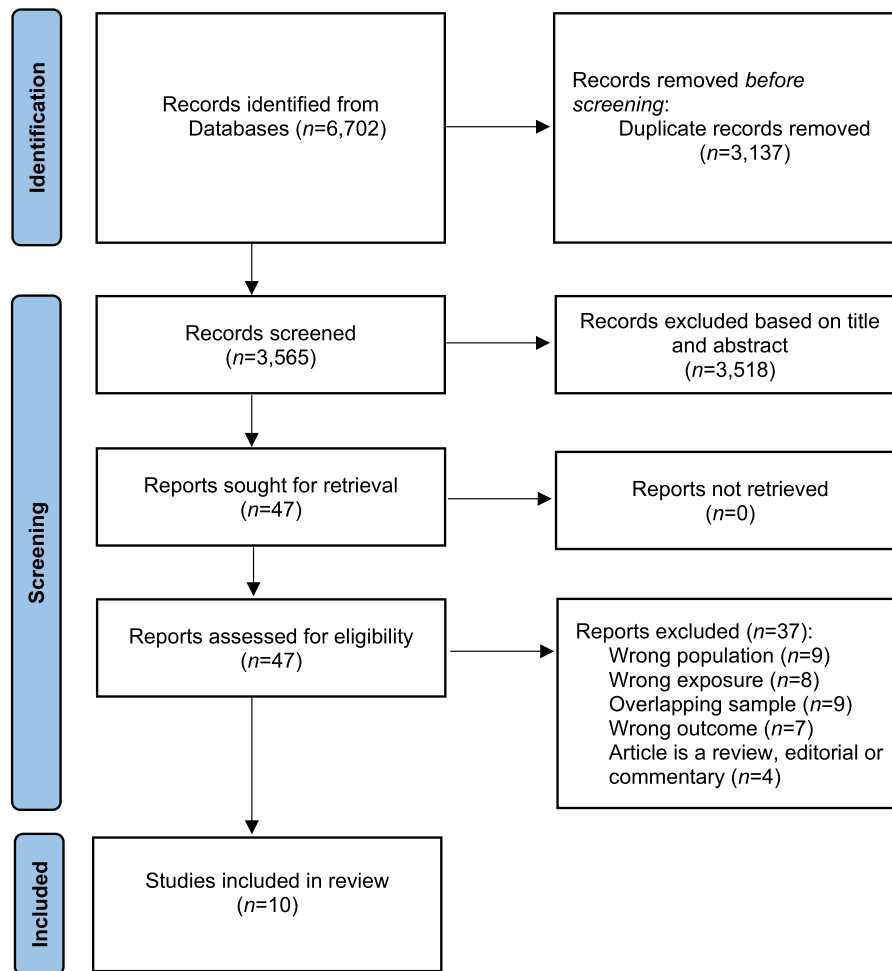 Identification
Records identified from
Databases (n=6,702)
Records removed before
screening:
Duplicate records removed
(n=3,137)
Screening
Records screened
(n=3,565)
Records excluded based on title
and abstract
(n=3,518)
Reports sought for retrieval
(n=47)
Reports not retrieved
(n=0)
Reports assessed for eligibility
(n=47)
Reports excluded (n=37):
Wrong population (n=9)
Wrong exposure (n=8)
Overlapping sample (n=9)
Wrong outcome (n=7)
Article is a review, editorial or
commentary (n=4)
Included
Studies included in review
(n=10)